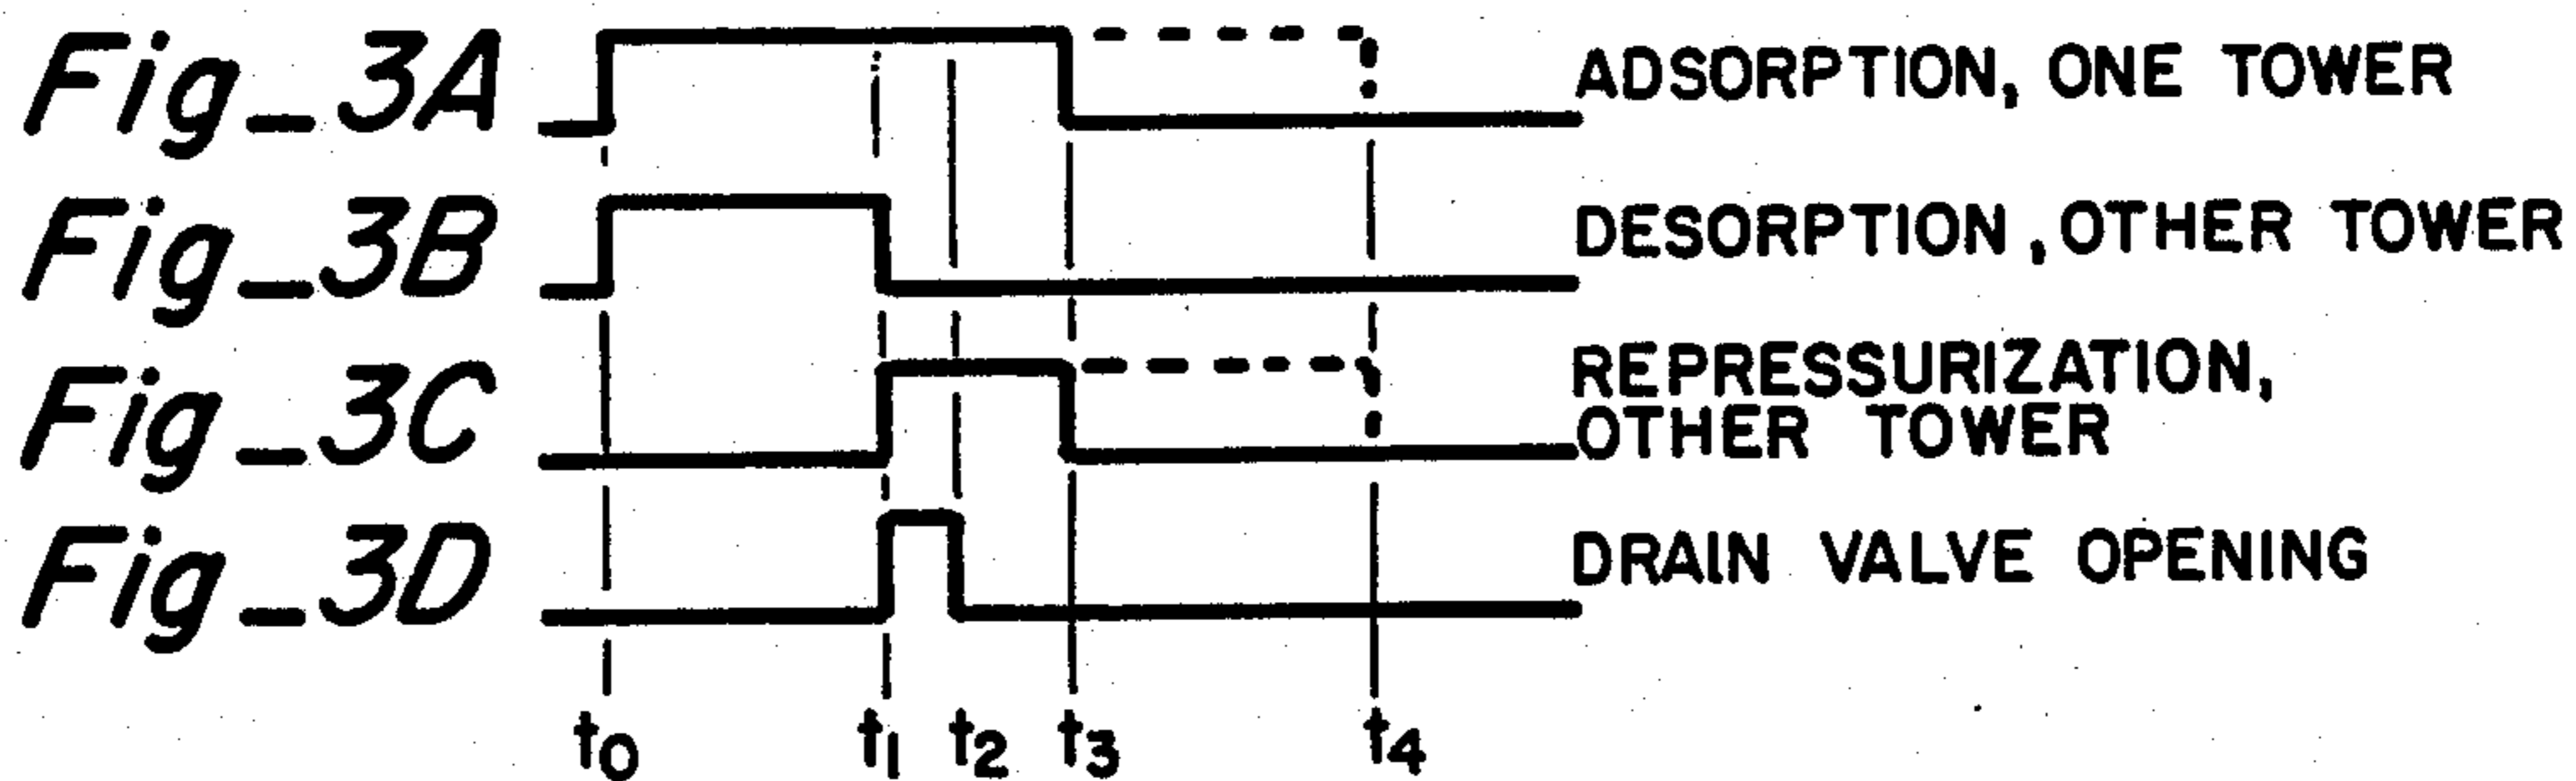 Fig_3A ADSORPTION, ONE TOWER
Fig_3B DESORPTION, OTHER TOWER
Fig_3C REPRESSURIZATION,
OTHER TOWER
Fig_3D DRAIN VALVE OPENING
t0 t1 t2 t3 t4